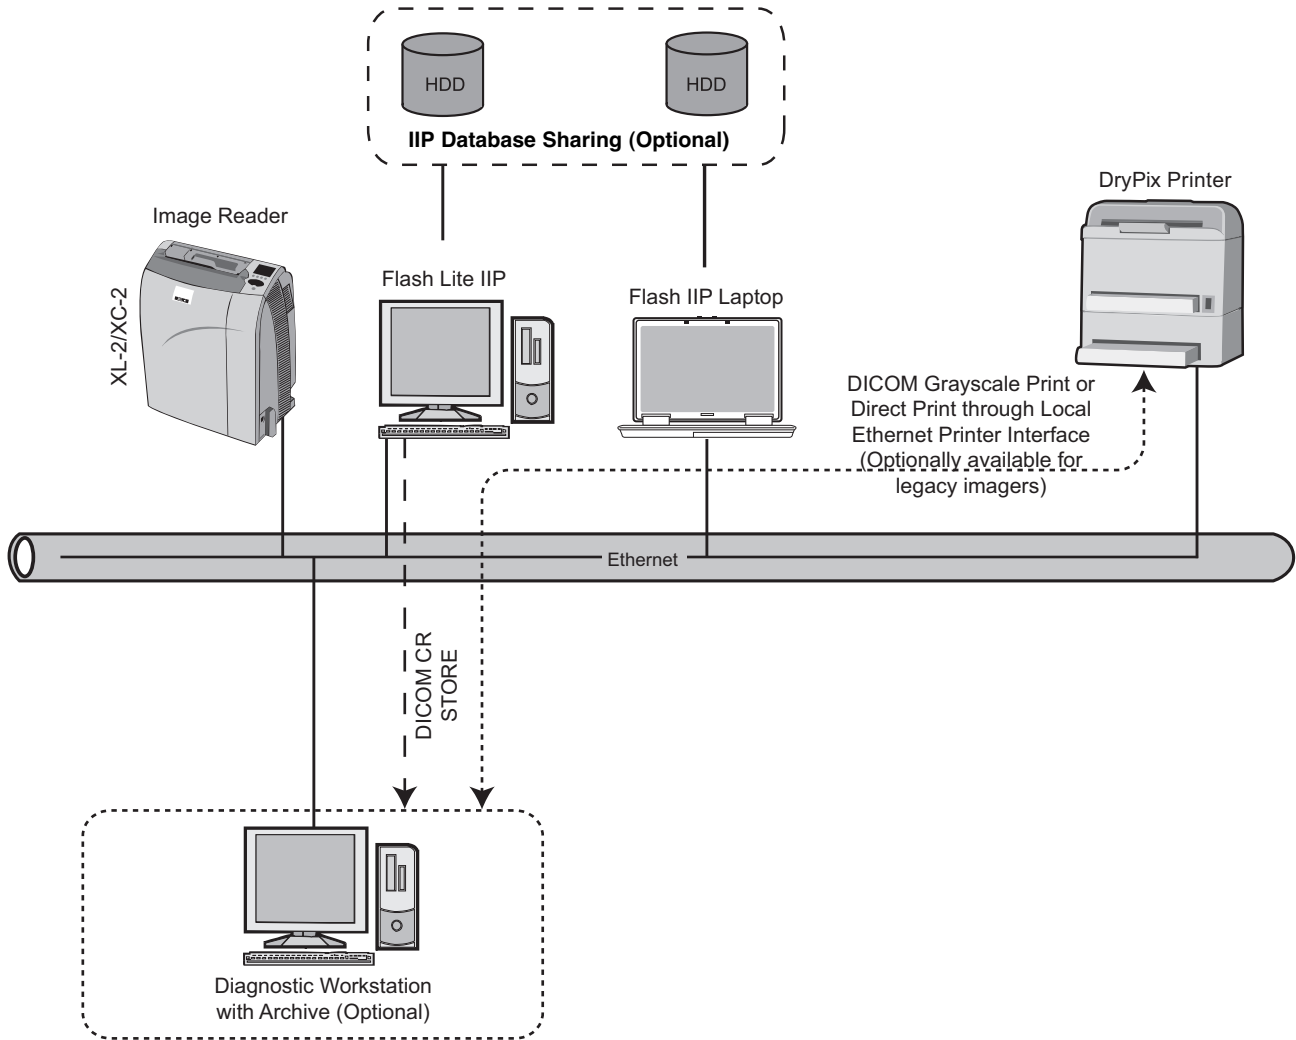 HDD
HDD
IIP Database Sharing (Optional)
DryPix Printer
Image Reader
XL-2/XC-2
Flash Lite IIP
Flash IIP Laptop
DICOM Grayscale Print or
Direct Print through Local
Ethernet Printer Interface
(Optionally available for
legacy imagers)
Ethernet
DICOM CR
STORE
Diagnostic Workstation
with Archive (Optional)